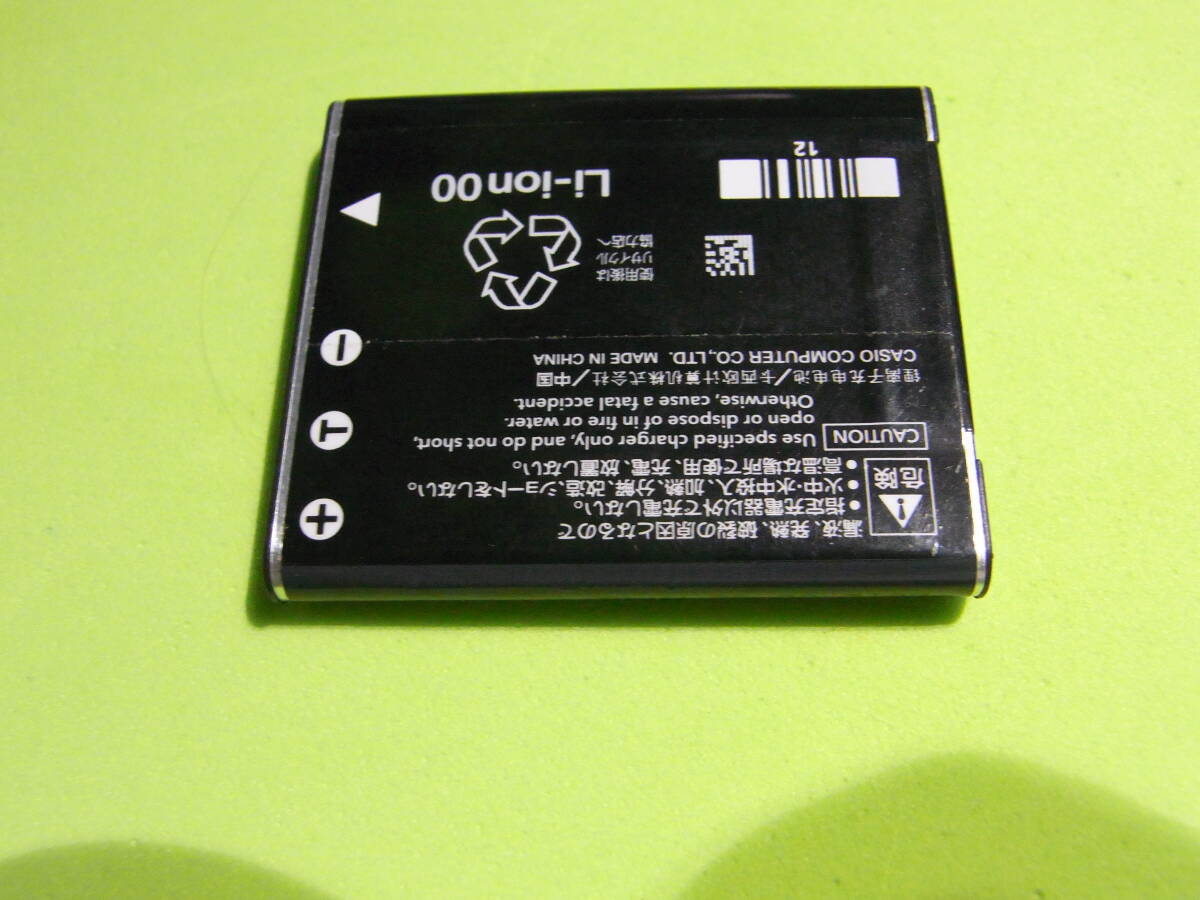 漏液、発熱、破裂の原因となるので
危険
●指定充電器以外で充電しない。
●火中・水中投入、加熱、分解、改造、ショートをしない。
●高温な場所で使用、充電、放置しない。
CAUTION
Use specified charger only, and do not short,
open or dispose of in fire or water.
Otherwise, cause a fatal accident.
锂离子充电电池/卡西欧计算机株式会社/中国
CASIO COMPUTER CO.,LTD. MADE IN CHINA
使用後は
リサイクル
協力店へ
Li-ion 00
12
+
T
−